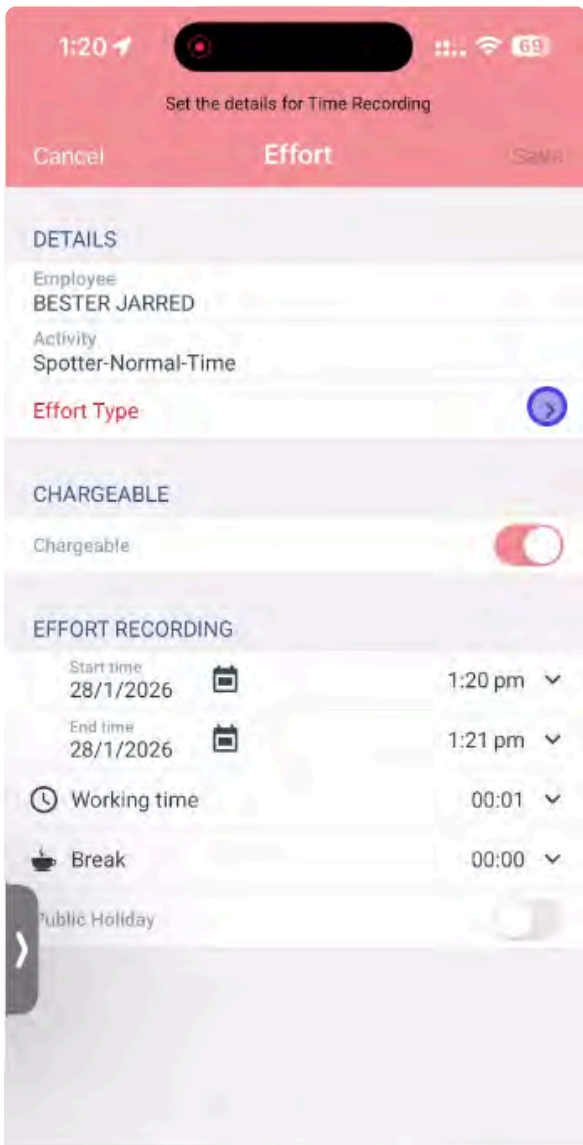 1:20
69
Set the details for Time Recording
Cancel Effort Save
DETAILS
Employee
BESTER JARRED
Activity
Spotter-Normal-Time
Effort Type
CHARGEABLE
Chargeable
EFFORT RECORDING
Start time
28/1/2026 1:20 pm
End time
28/1/2026 1:21 pm
Working time 00:01
Break 00:00
Public Holiday